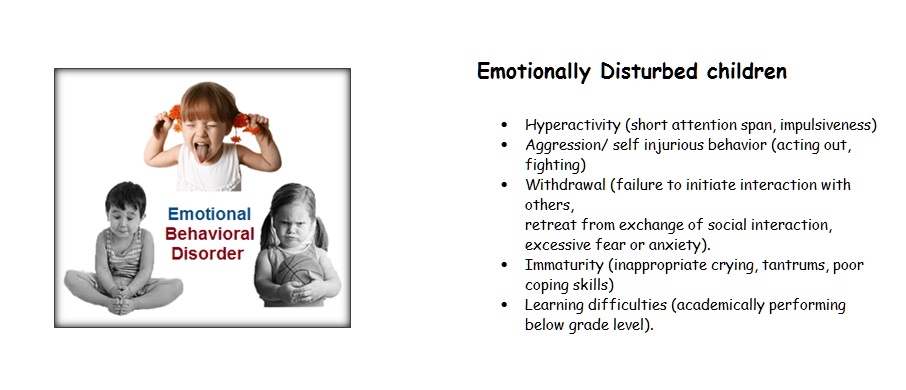 Emotional
Behavioral
Disorder
Emotionally Disturbed children
• Hyperactivity (short attention span, impulsiveness)
• Aggression/ self injurious behavior (acting out,
fighting)
• Withdrawal (failure to initiate interaction with
others,
retreat from exchange of social interaction,
excessive fear or anxiety).
• Immaturity (inappropriate crying, tantrums, poor
coping skills)
• Learning difficulties (academically performing
below grade level).